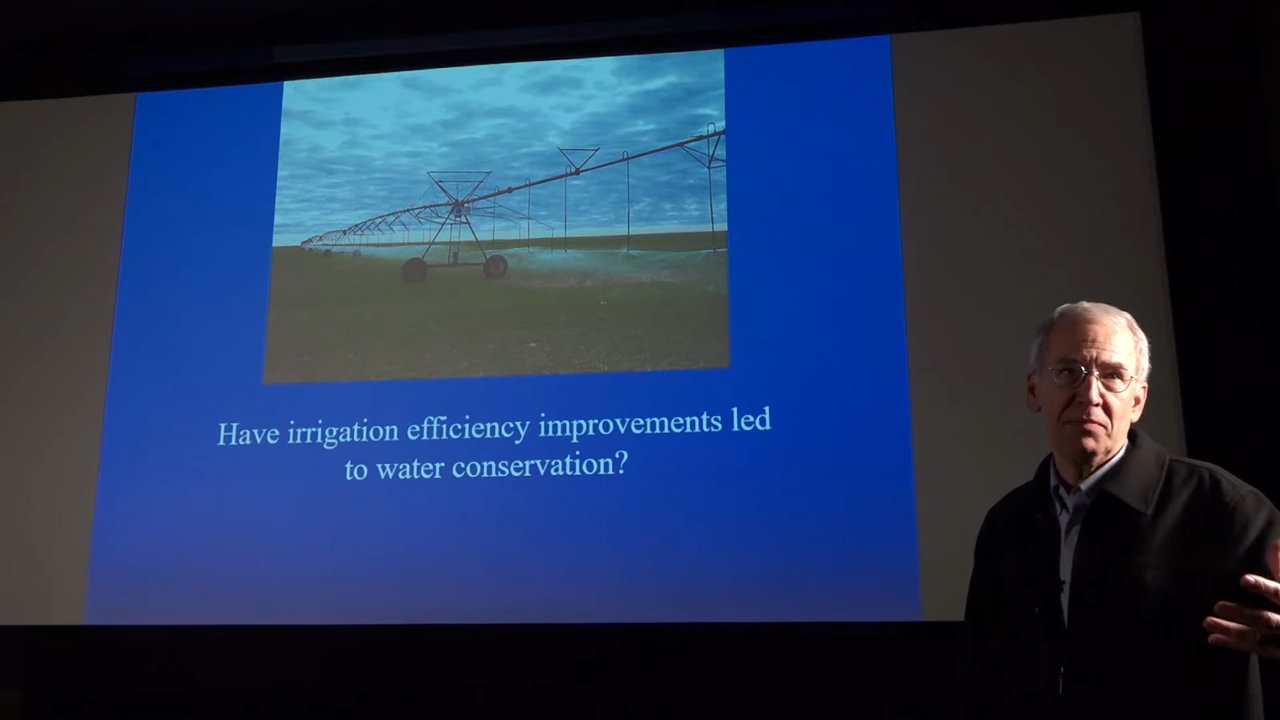 Have irrigation efficiency improvements led
to water conservation?